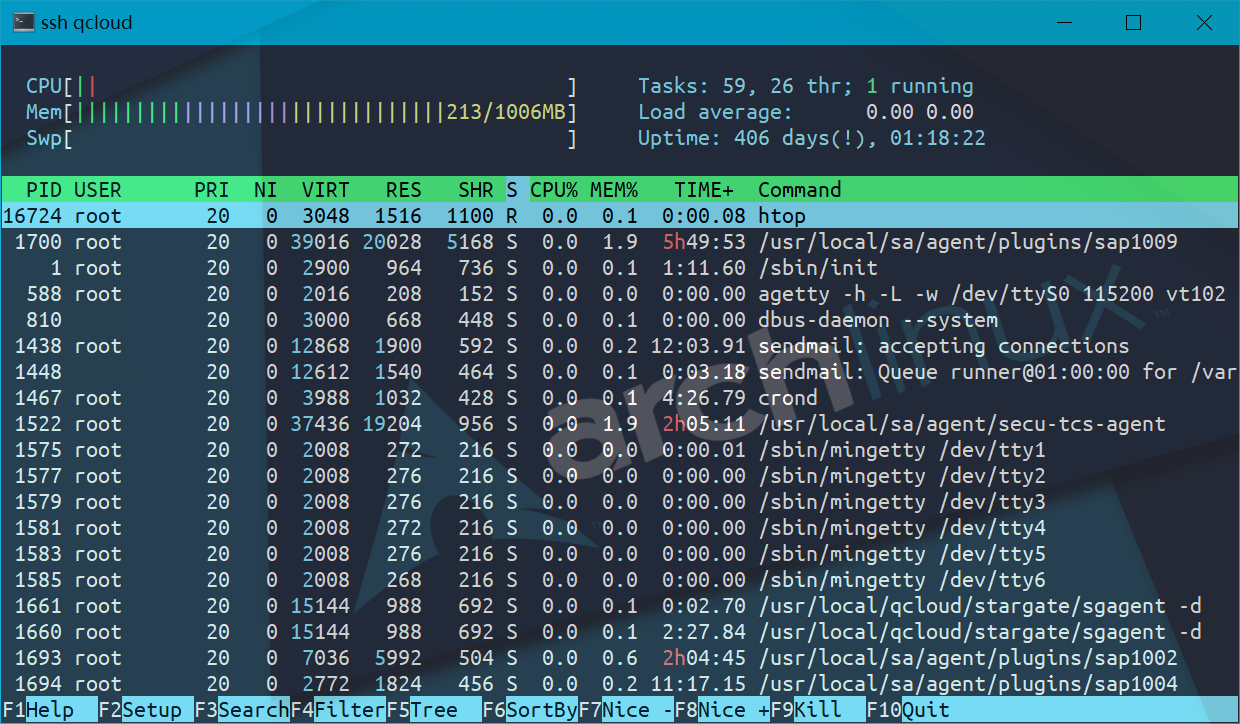 ssh qcloud
CPU[|| ] Tasks: 59, 26 thr; 1 running
Mem[|||||||||||||||||||||||||||||||213/1006MB] Load average: 0.00 0.00
Swp[ ] Uptime: 406 days(!), 01:18:22
PID USER PRI NI VIRT RES SHR S CPU% MEM% TIME+ Command
16724 root 20 0 3048 1516 1100 R 0.0 0.1 0:00.08 htop
1700 root 20 0 39016 20028 5168 S 0.0 1.9 5h49:53 /usr/local/sa/agent/plugins/sap1009
1 root 20 0 2900 964 736 S 0.0 0.1 1:11.60 /sbin/init
588 root 20 0 2016 208 152 S 0.0 0.0 0:00.00 agetty -h -L -w /dev/ttyS0 115200 vt102
810 20 0 3000 668 448 S 0.0 0.1 0:00.00 dbus-daemon --system
1438 root 20 0 12868 1900 592 S 0.0 0.2 12:03.91 sendmail: accepting connections
1448 20 0 12612 1540 464 S 0.0 0.1 0:03.18 sendmail: Queue runner@01:00:00 for /var
1467 root 20 0 3988 1032 428 S 0.0 0.1 4:26.79 crond
1522 root 20 0 37436 19204 956 S 0.0 1.9 2h05:11 /usr/local/sa/agent/secu-tcs-agent
1575 root 20 0 2008 272 216 S 0.0 0.0 0:00.01 /sbin/mingetty /dev/tty1
1577 root 20 0 2008 276 216 S 0.0 0.0 0:00.00 /sbin/mingetty /dev/tty2
1579 root 20 0 2008 276 216 S 0.0 0.0 0:00.00 /sbin/mingetty /dev/tty3
1581 root 20 0 2008 272 216 S 0.0 0.0 0:00.00 /sbin/mingetty /dev/tty4
1583 root 20 0 2008 276 216 S 0.0 0.0 0:00.00 /sbin/mingetty /dev/tty5
1585 root 20 0 2008 268 216 S 0.0 0.0 0:00.00 /sbin/mingetty /dev/tty6
1661 root 20 0 15144 988 692 S 0.0 0.1 0:02.70 /usr/local/qcloud/stargate/sgagent -d
1660 root 20 0 15144 988 692 S 0.0 0.1 2:27.84 /usr/local/qcloud/stargate/sgagent -d
1693 root 20 0 7036 5992 504 S 0.0 0.6 2h04:45 /usr/local/sa/agent/plugins/sap1002
1694 root 20 0 2772 1824 456 S 0.0 0.2 11:17.15 /usr/local/sa/agent/plugins/sap1004
F1Help F2Setup F3SearchF4FilterF5Tree F6SortByF7Nice -F8Nice +F9Kill F10Quit
archlinux™